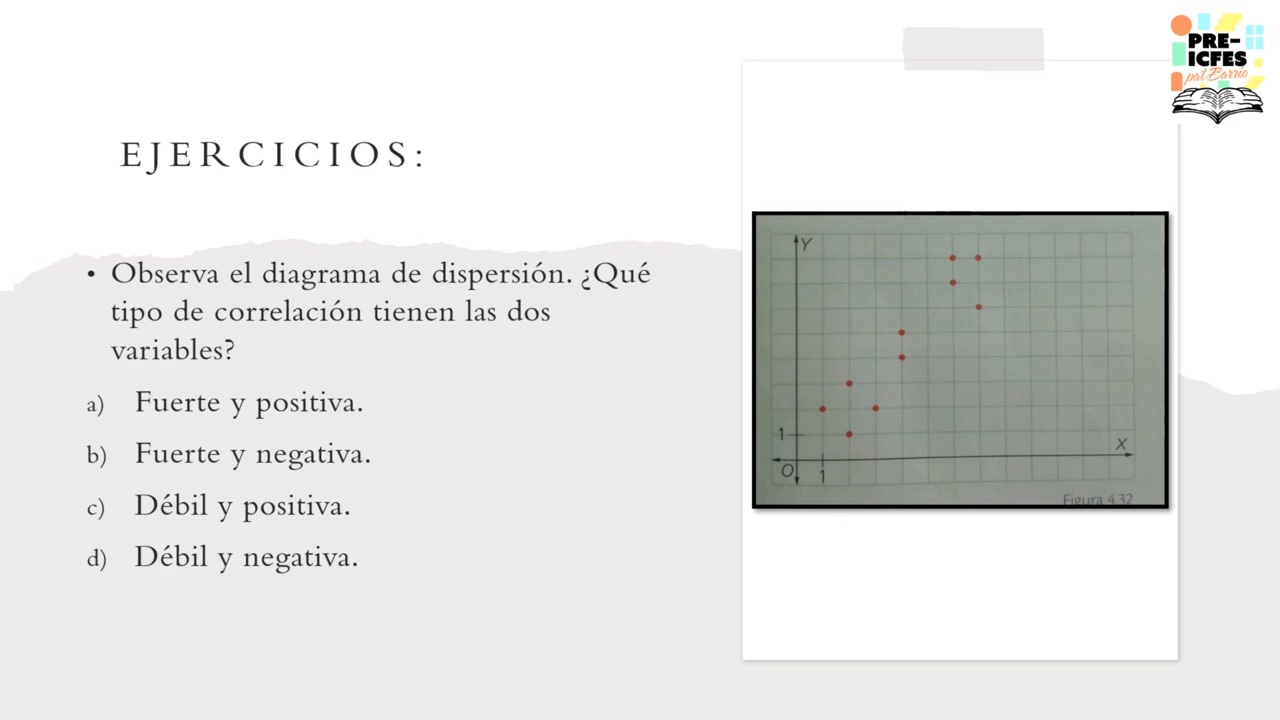 PRE-
ICFES
pal Barrio
EJERCICIOS:
• Observa el diagrama de dispersión. ¿Qué
tipo de correlación tienen las dos
variables?
a) Fuerte y positiva.
b) Fuerte y negativa.
c) Débil y positiva.
d) Débil y negativa.
Y
1
X
O
1
Figura 4.32